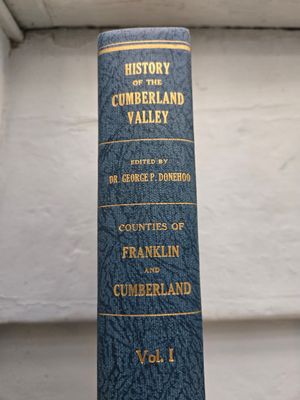 HISTORY
OF THE
CUMBERLAND
VALLEY
EDITED BY
DR. GEORGE P. DONEHOO
COUNTIES OF
FRANKLIN
AND
CUMBERLAND
Vol. I